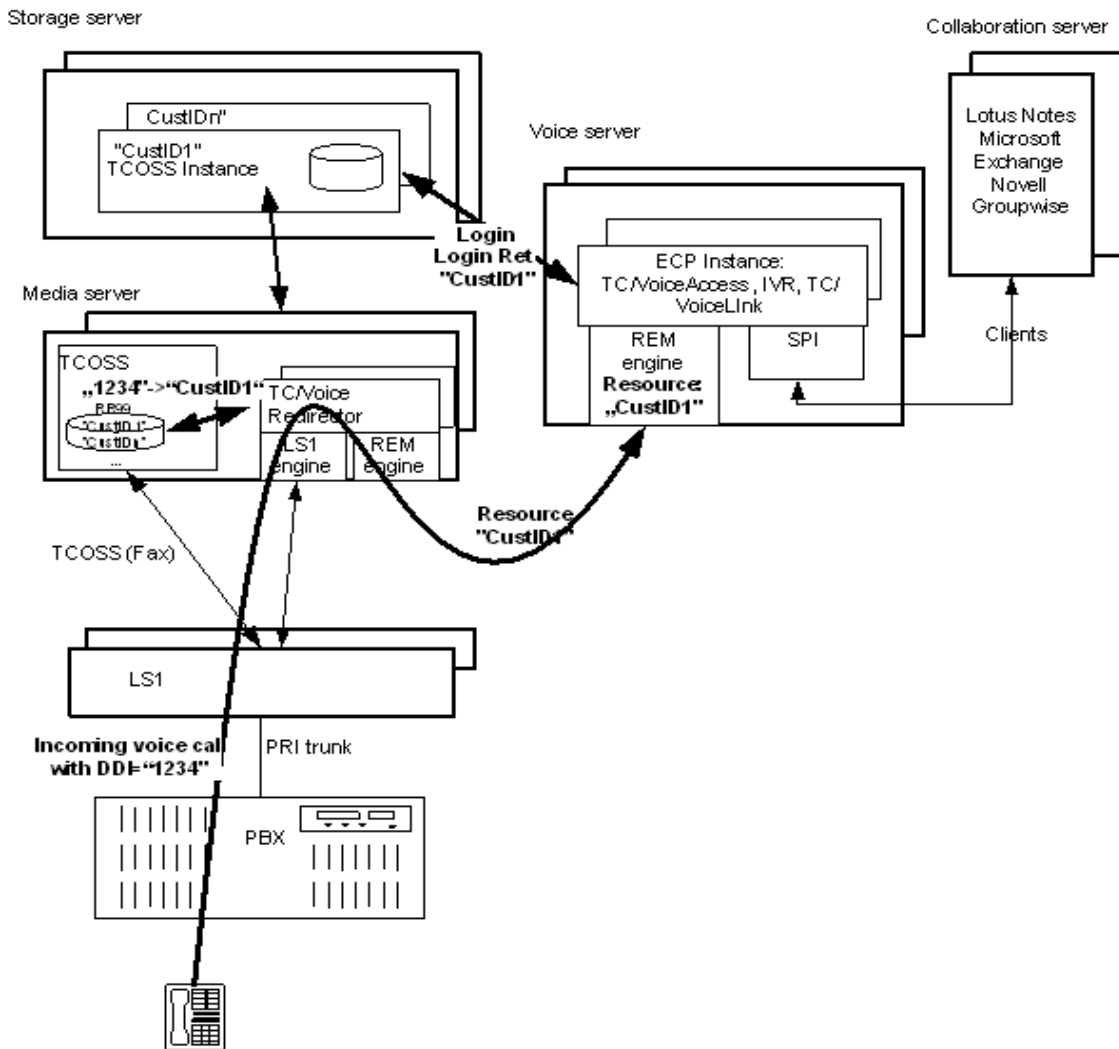 Storage server
Collaboration server
CustIDn"
"CustID1"
TCOSS Instance
Voice server
Lotus Notes
Microsoft
Exchange
Novell
Groupwise
Login
Login Ret
"CustID1"
ECP Instance:
TC/VoiceAccess , IVR, TC/
VoiceLInk
REM
engine
Resource:
„CustID1"
SPI
Clients
Media server
TCOSS
„1234"->“CustID1“
RR99
"CustID1"
"CustIDn"
...
TC/Voice
Redirector
LS1
engine
REM
engine
Resource
"CustID1"
TCOSS (Fax)
LS1
Incoming voice call
with DDI=“1234"
PRI trunk
PBX